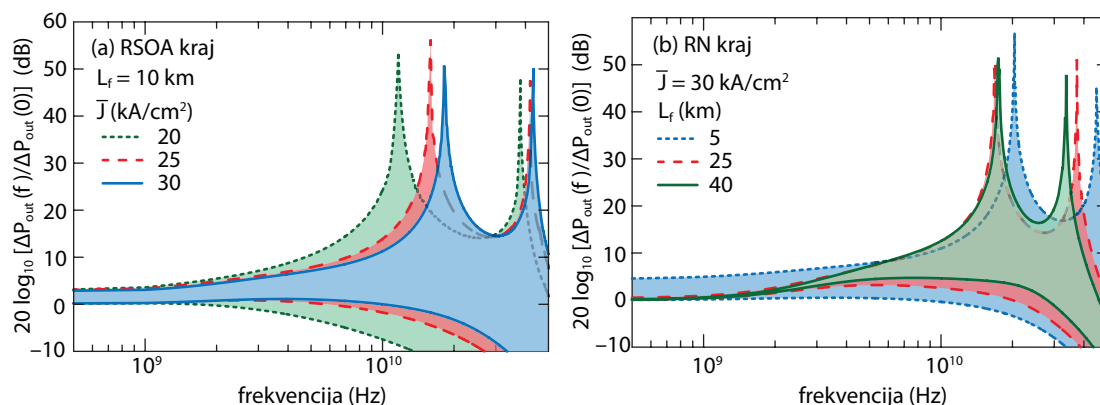 (a) RSOA kraj
L_f = 10 km
J̅ (kA/cm²)
20
25
30
20 log₁₀ [ΔP_out(f)/ΔP_out(0)] (dB)
60
50
40
30
20
10
0
−10
10⁹
10¹⁰
frekvencija (Hz)
(b) RN kraj
J̅ = 30 kA/cm²
L_f (km)
5
25
40
20 log₁₀ [ΔP_out(f)/ΔP_out(0)] (dB)
60
50
40
30
20
10
0
−10
10⁹
10¹⁰
frekvencija (Hz)